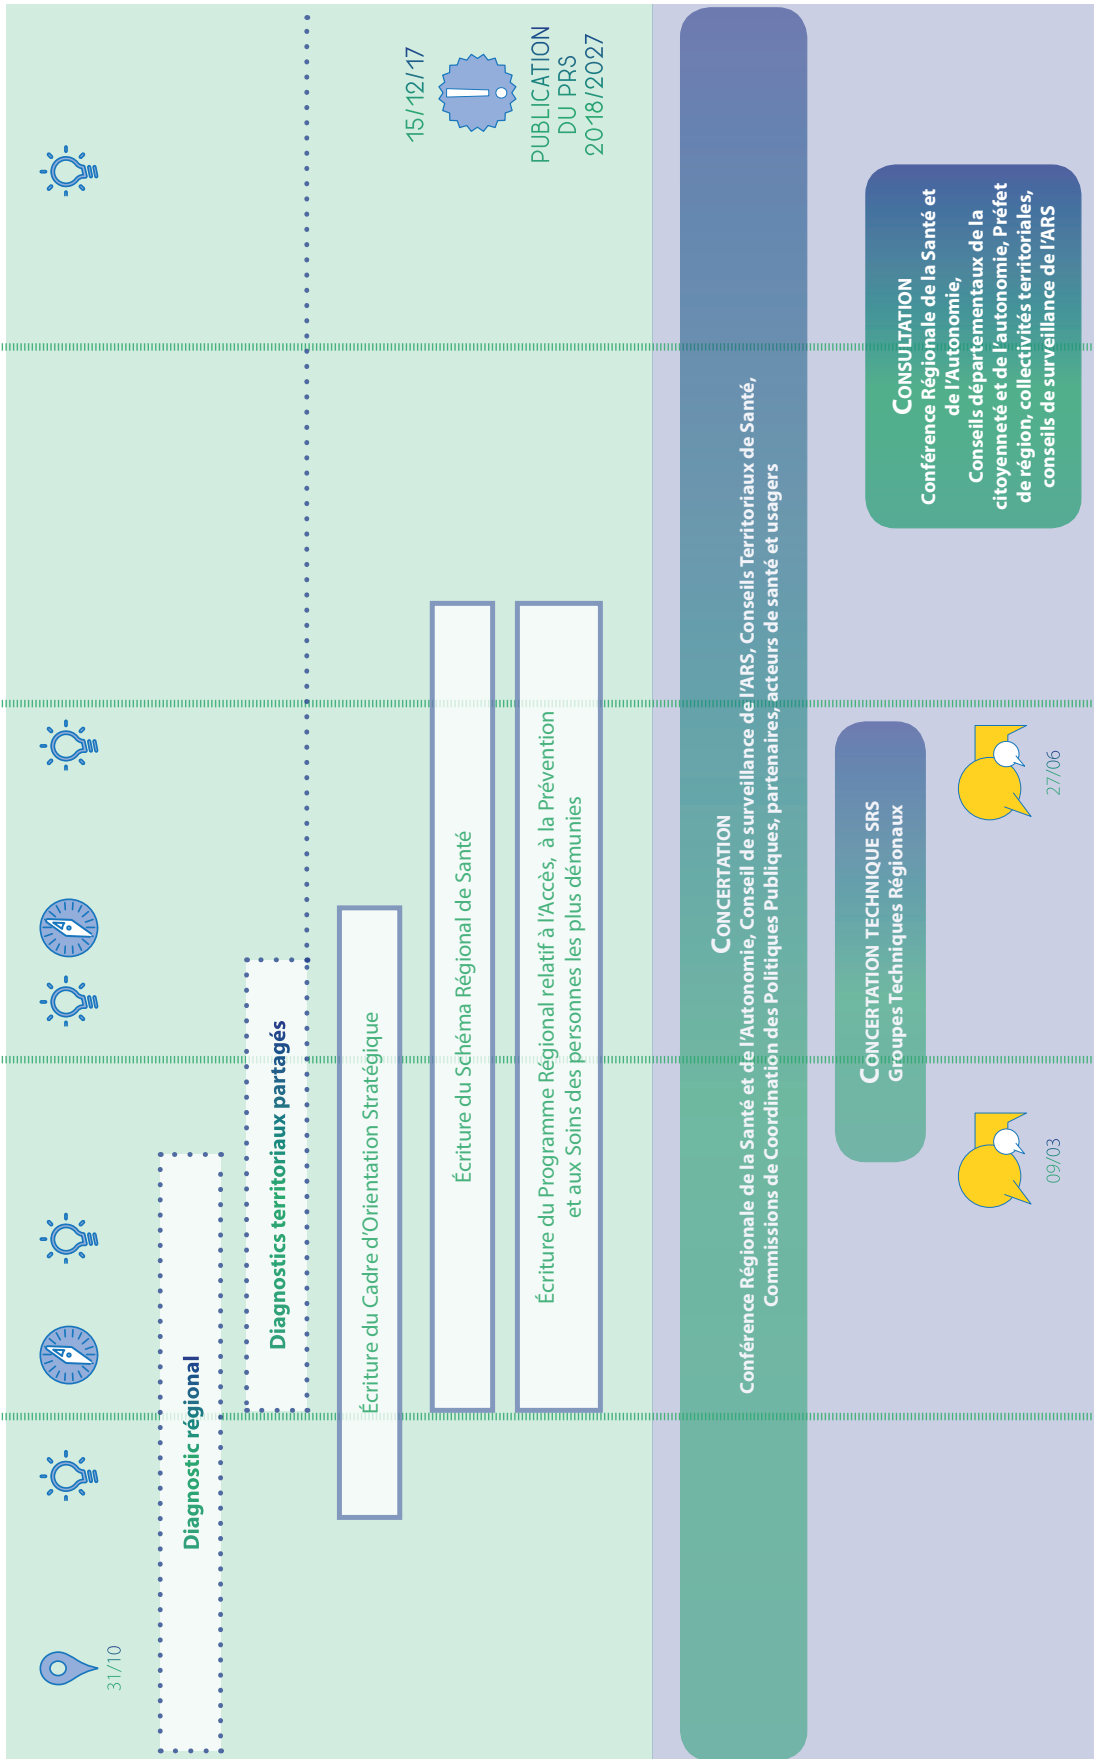 31/10
Diagnostic régional
Diagnostics territoriaux partagés
Écriture du Cadre d'Orientation Stratégique
15/12/17
PUBLICATION
DU PRS
2018/2027
Écriture du Schéma Régional de Santé
Écriture du Programme Régional relatif à l'Accès, à la Prévention
et aux Soins des personnes les plus démunies
CONCERTATION
Conférence Régionale de la Santé et de l'Autonomie, Conseil de surveillance de l'ARS, Conseils Territoriaux de Santé,
Commissions de Coordination des Politiques Publiques, partenaires, acteurs de santé et usagers
CONCERTATION TECHNIQUE SRS
Groupes Techniques Régionaux
CONSULTATION
Conférence Régionale de la Santé et
de l'Autonomie,
Conseils départementaux de la
citoyenneté et de l'autonomie, Préfet
de région, collectivités territoriales,
conseils de surveillance de l'ARS
09/03
27/06